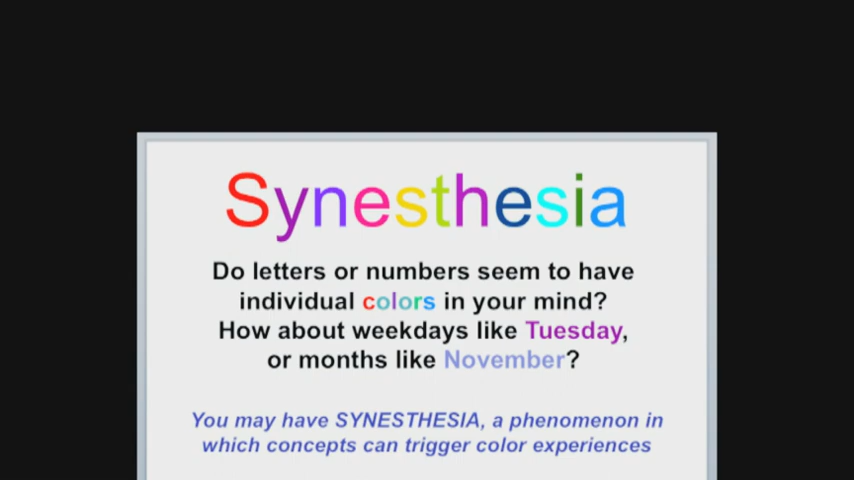 Synesthesia
Do letters or numbers seem to have
individual colors in your mind?
How about weekdays like Tuesday,
or months like November?
You may have SYNESTHESIA, a phenomenon in
which concepts can trigger color experiences